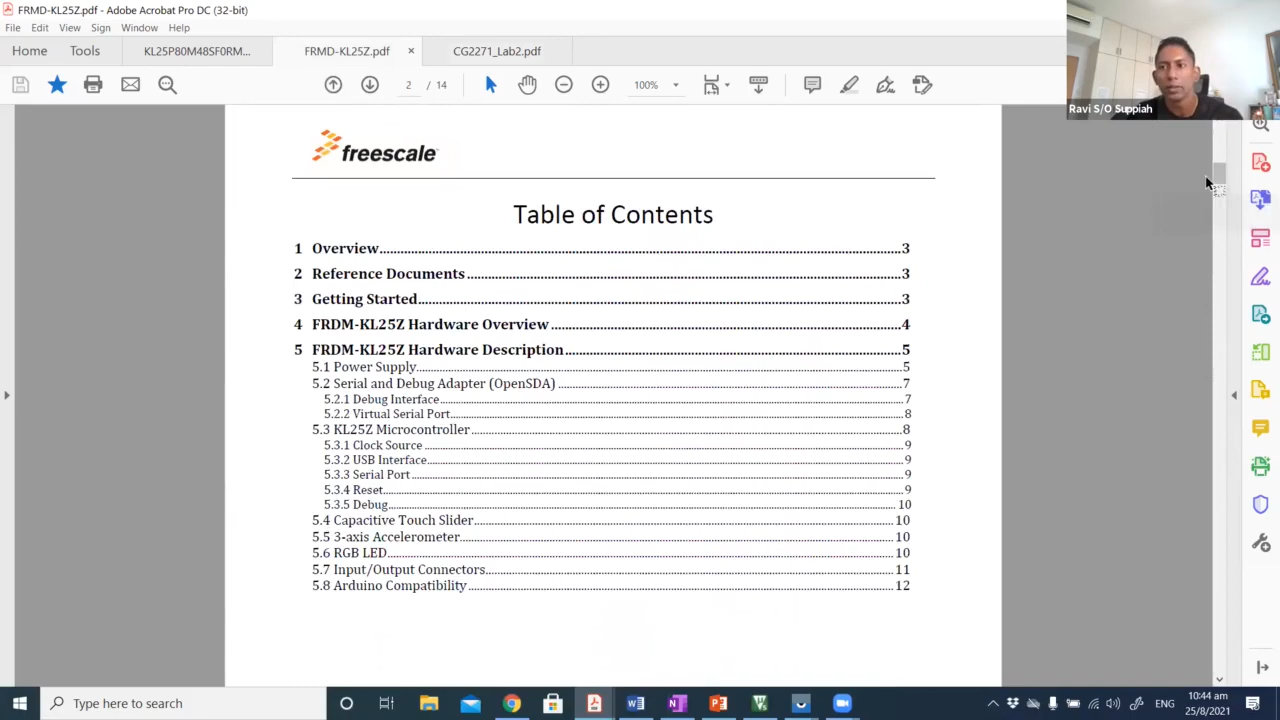 FRMD-KL25Z.pdf - Adobe Acrobat Pro DC (32-bit)
File Edit View Sign Window Help
Home Tools KL25P80M48SF0RM... FRMD-KL25Z.pdf × CG2271_Lab2.pdf
2 / 14 100%
Ravi S/O Suppiah
freescale
Table of Contents
1 Overview........3
2 Reference Documents........3
3 Getting Started........3
4 FRDM-KL25Z Hardware Overview........4
5 FRDM-KL25Z Hardware Description........5
5.1 Power Supply........5
5.2 Serial and Debug Adapter (OpenSDA)........7
5.2.1 Debug Interface........7
5.2.2 Virtual Serial Port........8
5.3 KL25Z Microcontroller........8
5.3.1 Clock Source........9
5.3.2 USB Interface........9
5.3.3 Serial Port........9
5.3.4 Reset........9
5.3.5 Debug........10
5.4 Capacitive Touch Slider........10
5.5 3-axis Accelerometer........10
5.6 RGB LED........10
5.7 Input/Output Connectors........11
5.8 Arduino Compatibility........12
Type here to search
ENG
10:44 am
25/8/2021